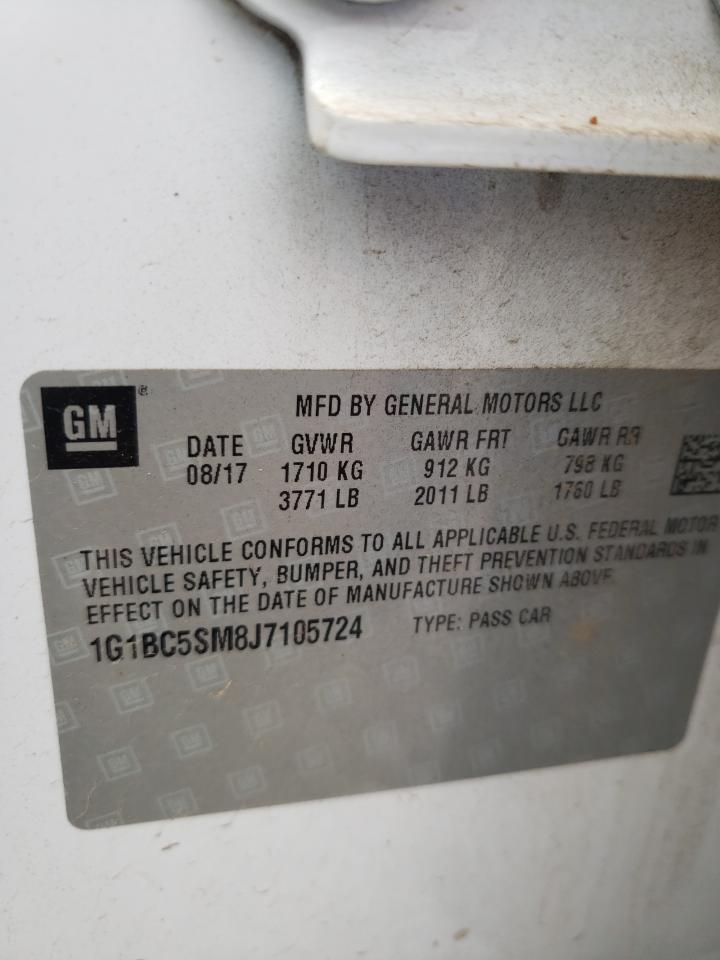 GM ®
MFD BY GENERAL MOTORS LLC
DATE GVWR GAWR FRT GAWR RR
08/17 1710 KG 912 KG 798 KG
3771 LB 2011 LB 1760 LB
THIS VEHICLE CONFORMS TO ALL APPLICABLE U.S. FEDERAL MOTOR
VEHICLE SAFETY, BUMPER, AND THEFT PREVENTION STANDARDS IN
EFFECT ON THE DATE OF MANUFACTURE SHOWN ABOVE.
1G1BC5SM8J7105724 TYPE: PASS CAR